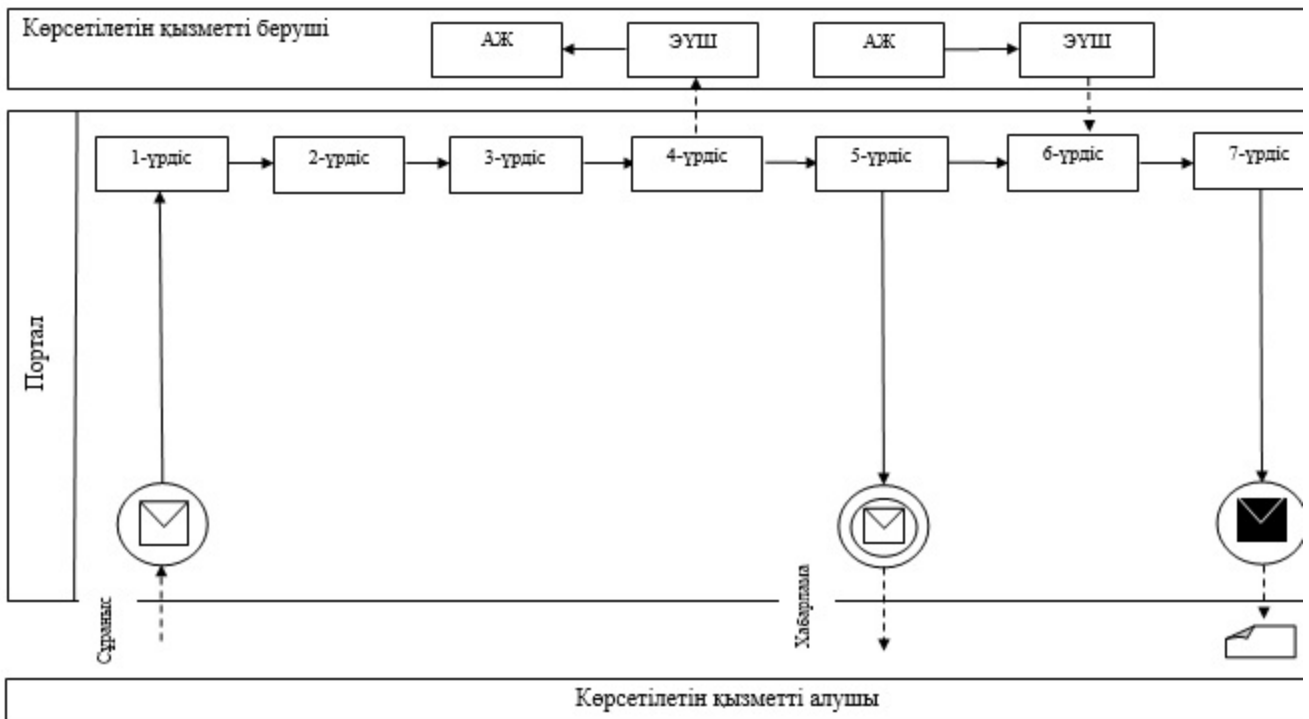 Көрсетілетін қызметті беруші
АЖ
ЭҮШ
АЖ
ЭҮШ
Портал
1-үрдіс
2-үрдіс
3-үрдіс
4-үрдіс
5-үрдіс
6-үрдіс
7-үрдіс
Сұраныс
Хабарлама
Көрсетілетін қызметті алушы